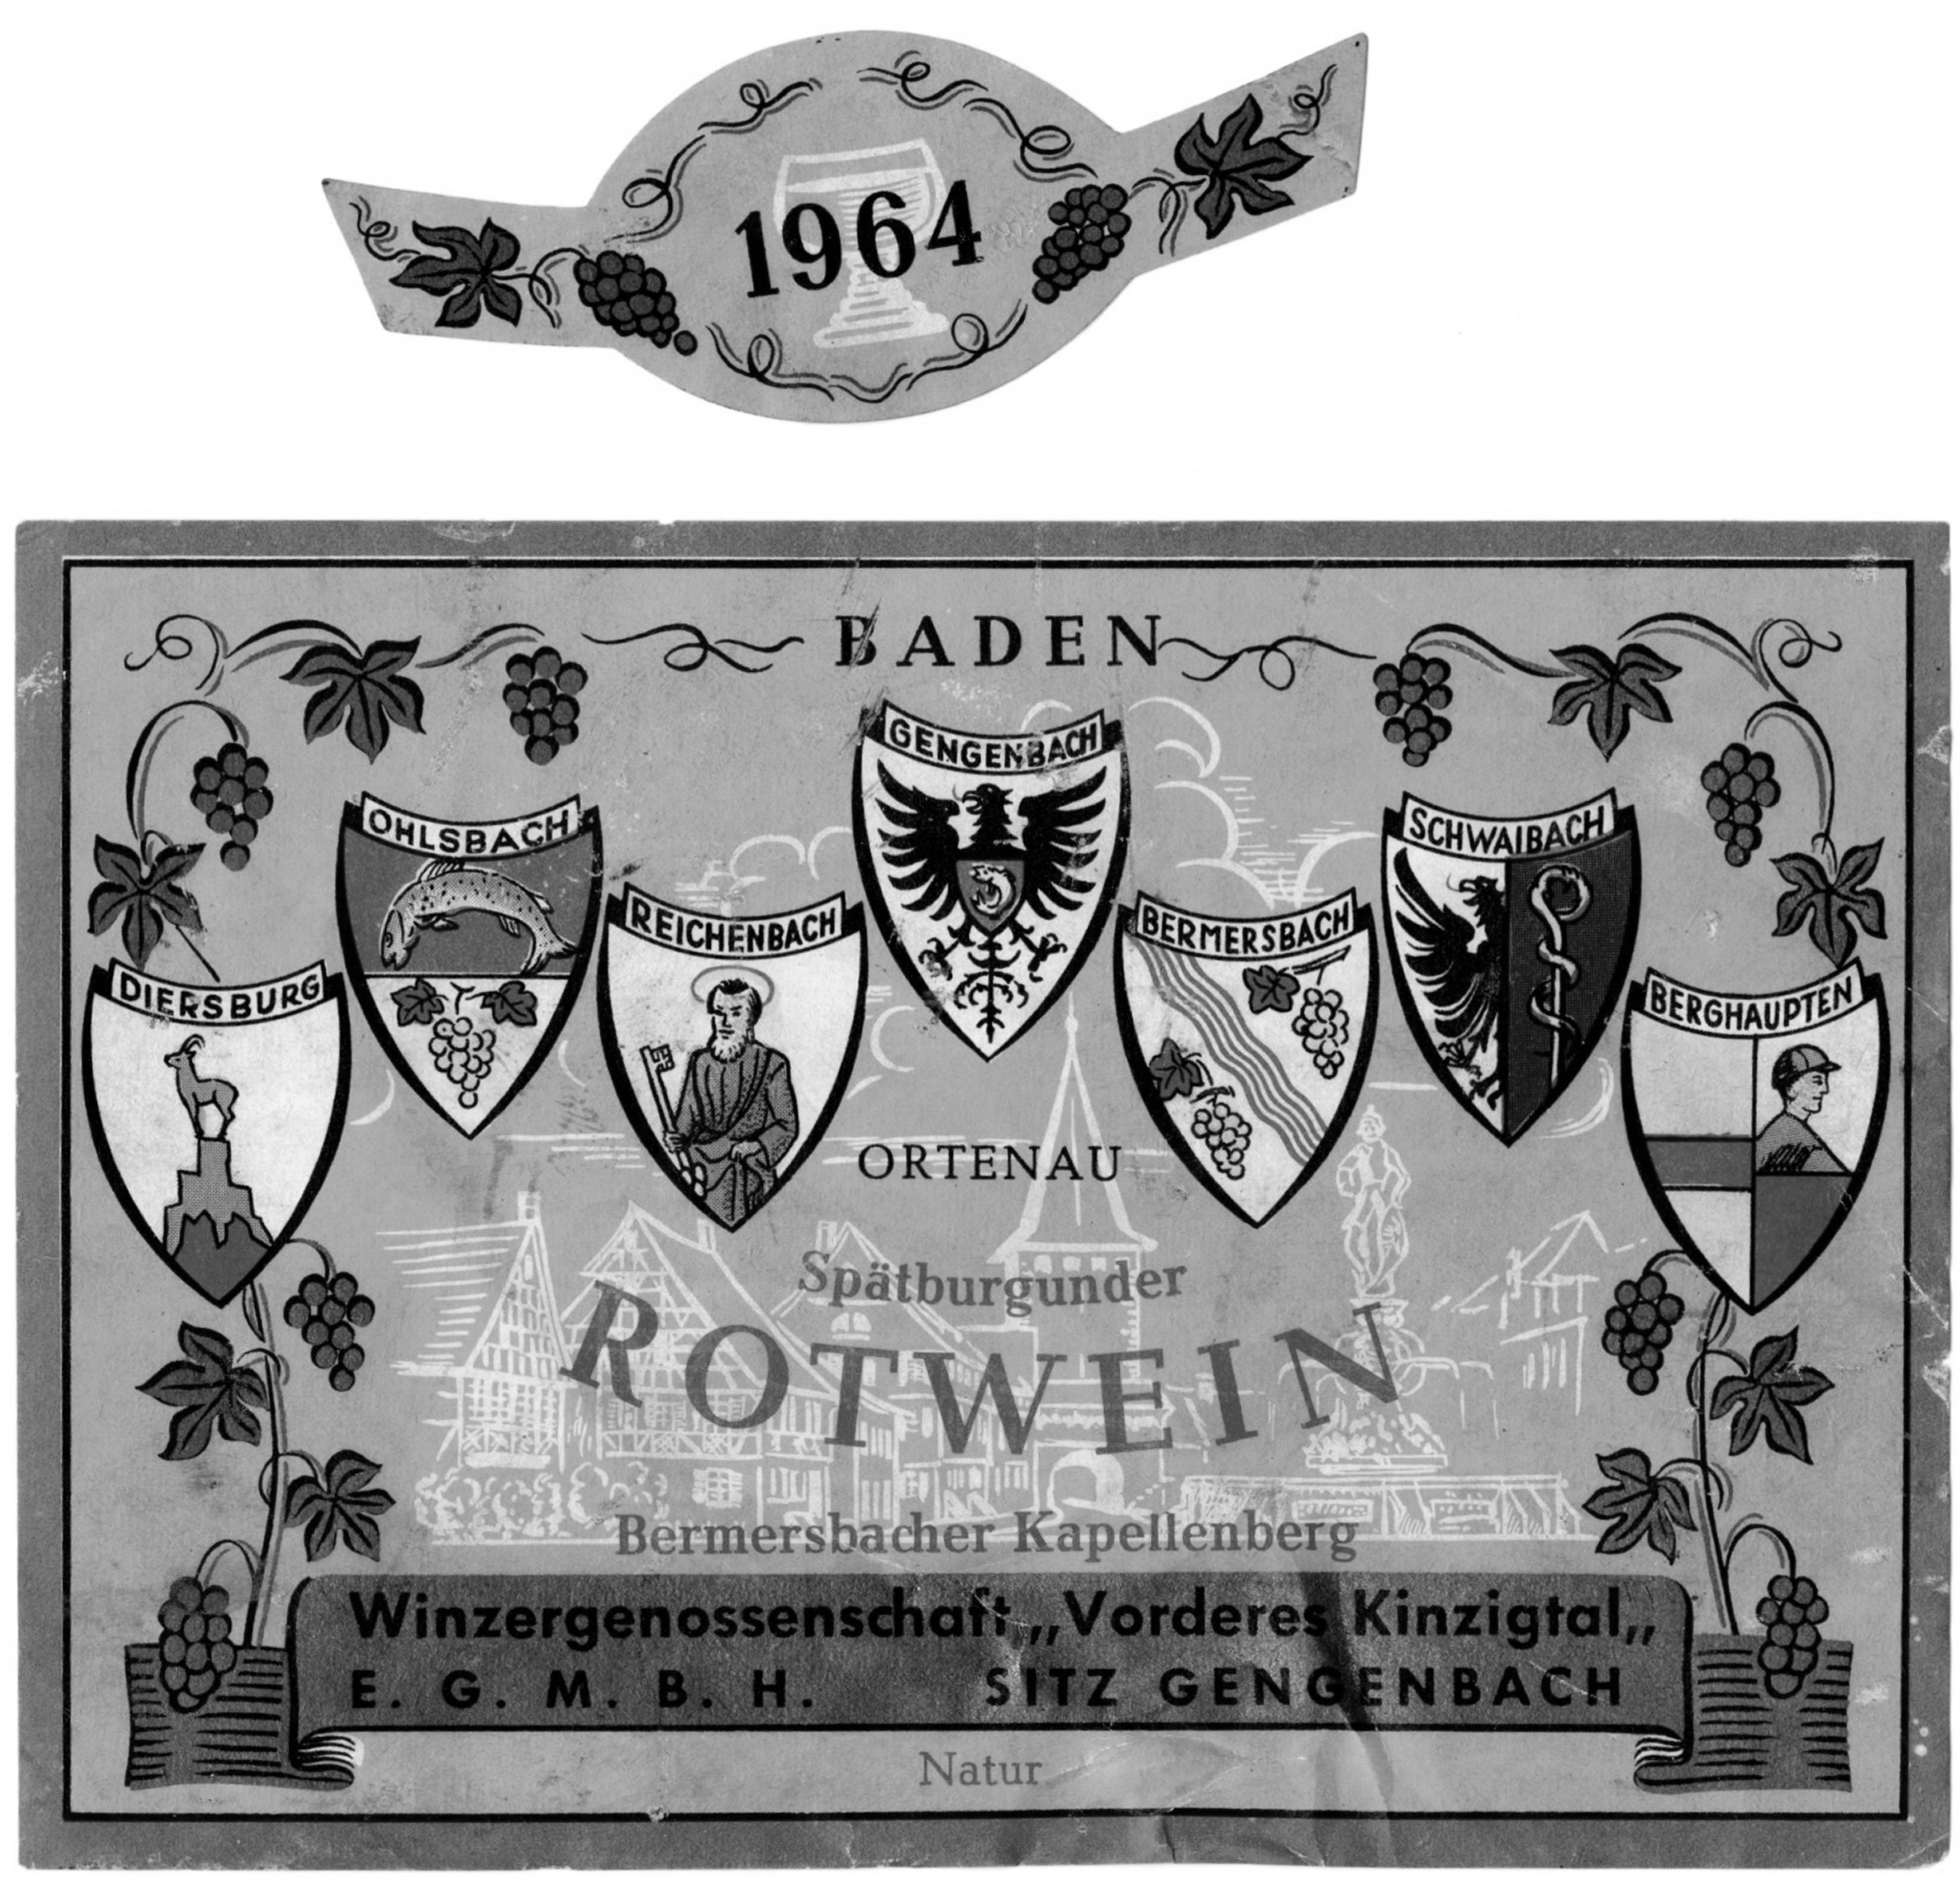 1964
BADEN
GENGENBACH
OHLSBACH
SCHWAIBACH
REICHENBACH
BERMERSBACH
DIERSBURG
BERGHAUPTEN
ORTENAU
Spätburgunder
ROTWEIN
Bermersbacher Kapellenberg
Winzergenossenschaft „Vorderes Kinzigtal„
E. G. M. B. H. SITZ GENGENBACH
Natur